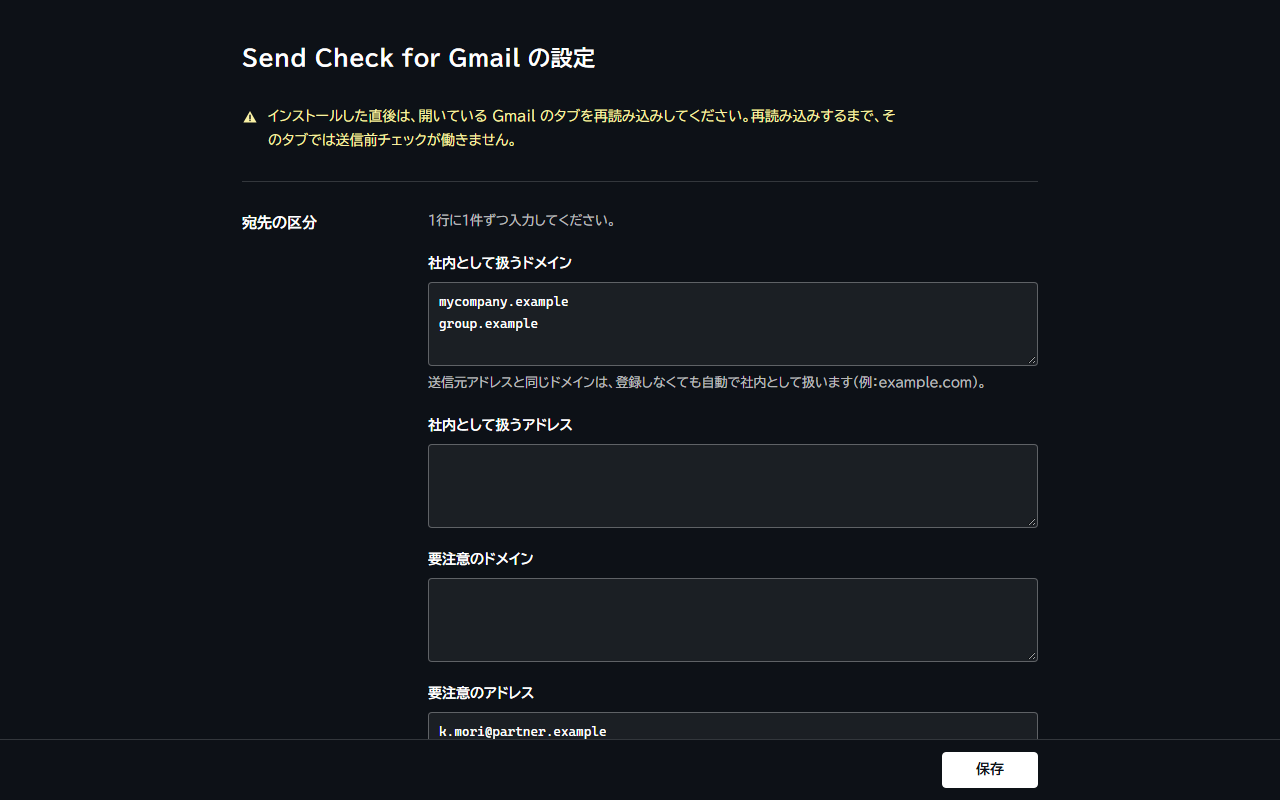 Send Check for Gmail の設定
インストールした直後は、開いている Gmail のタブを再読み込みしてください。再読み込みするまで、そ
のタブでは送信前チェックが働きません。
宛先の区分
1行に1件ずつ入力してください。
社内として扱うドメイン
mycompany.example
group.example
送信元アドレスと同じドメインは、登録しなくても自動で社内として扱います(例:example.com)。
社内として扱うアドレス
要注意のドメイン
要注意のアドレス
k.mori@partner.example
保存